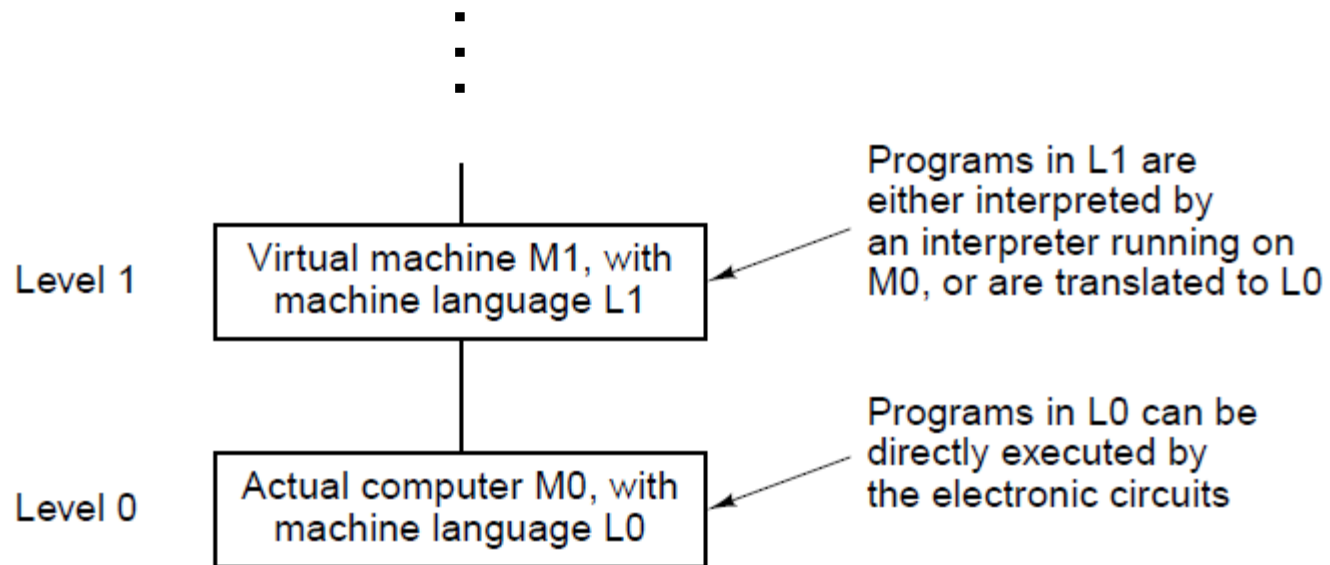 Programs in L1 are
either interpreted by
an interpreter running on
M0, or are translated to L0
Level 1
Virtual machine M1, with
machine language L1
Programs in L0 can be
directly executed by
the electronic circuits
Level 0
Actual computer M0, with
machine language L0